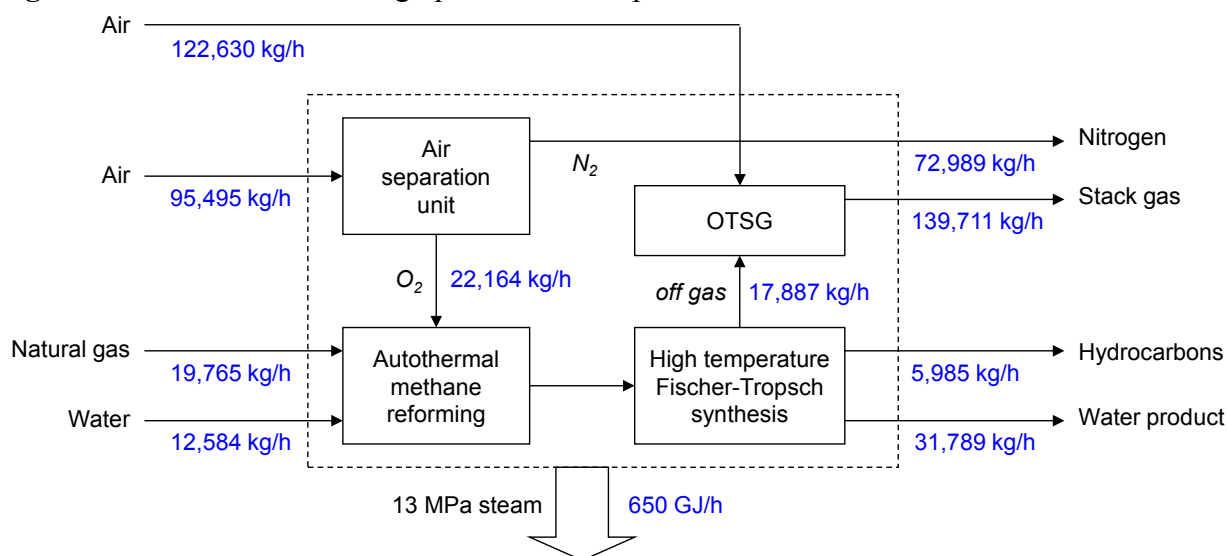 Air
122,630 kg/h
Air
95,495 kg/h
Air
separation
unit
N2
72,989 kg/h
Nitrogen
Stack gas
139,711 kg/h
OTSG
O2
22,164 kg/h
off gas
17,887 kg/h
Natural gas
19,765 kg/h
Water
12,584 kg/h
Autothermal
methane
reforming
High temperature
Fischer-Tropsch
synthesis
Hydrocarbons
5,985 kg/h
Water product
31,789 kg/h
13 MPa steam
650 GJ/h